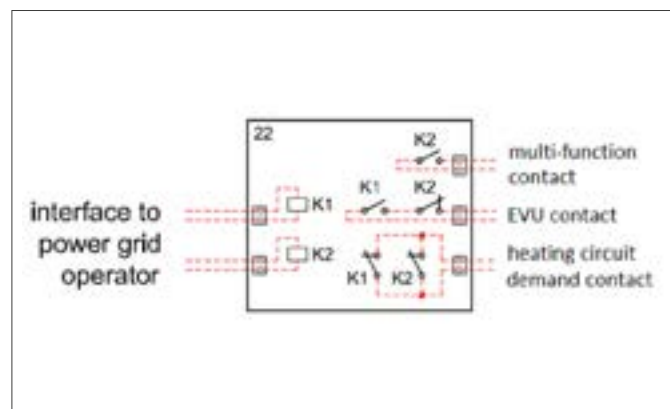 22
K2
multi-function
contact
interface to
power grid
operator
K1
K1
K2
EVU contact
K2
K1
K2
heating circuit
demand contact